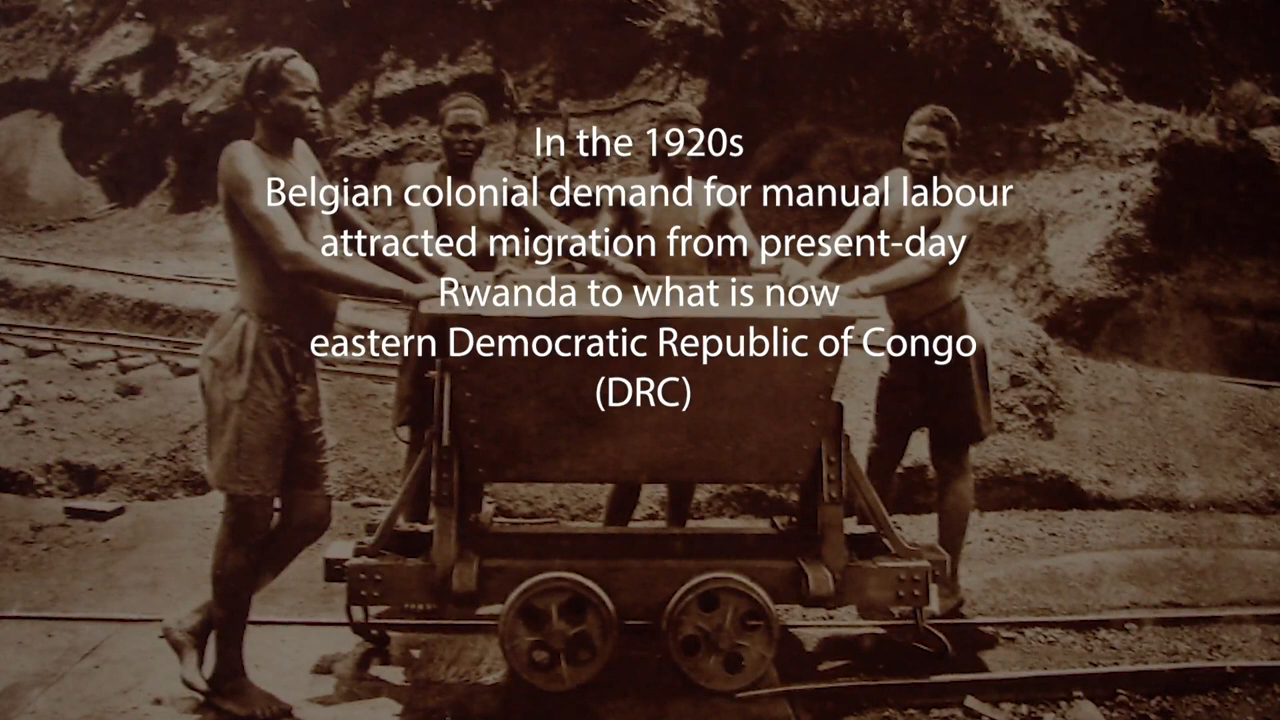 In the 1920s
Belgian colonial demand for manual labour
attracted migration from present-day
Rwanda to what is now
eastern Democratic Republic of Congo
(DRC)